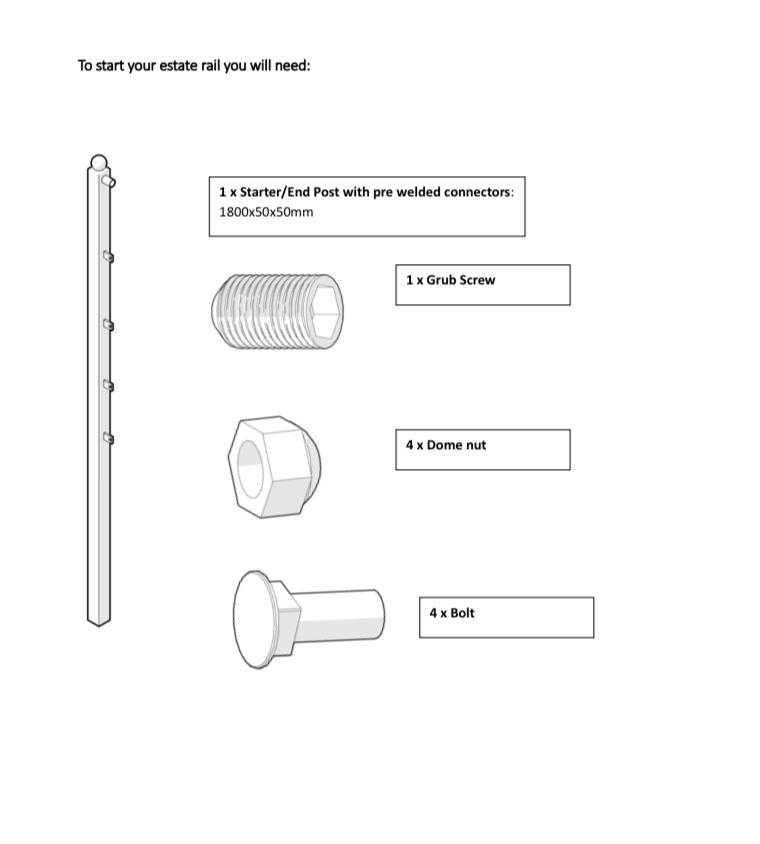 To start your estate rail you will need:
1 x Starter/End Post with pre welded connectors:
1800x50x50mm
1 x Grub Screw
4 x Dome nut
4 x Bolt